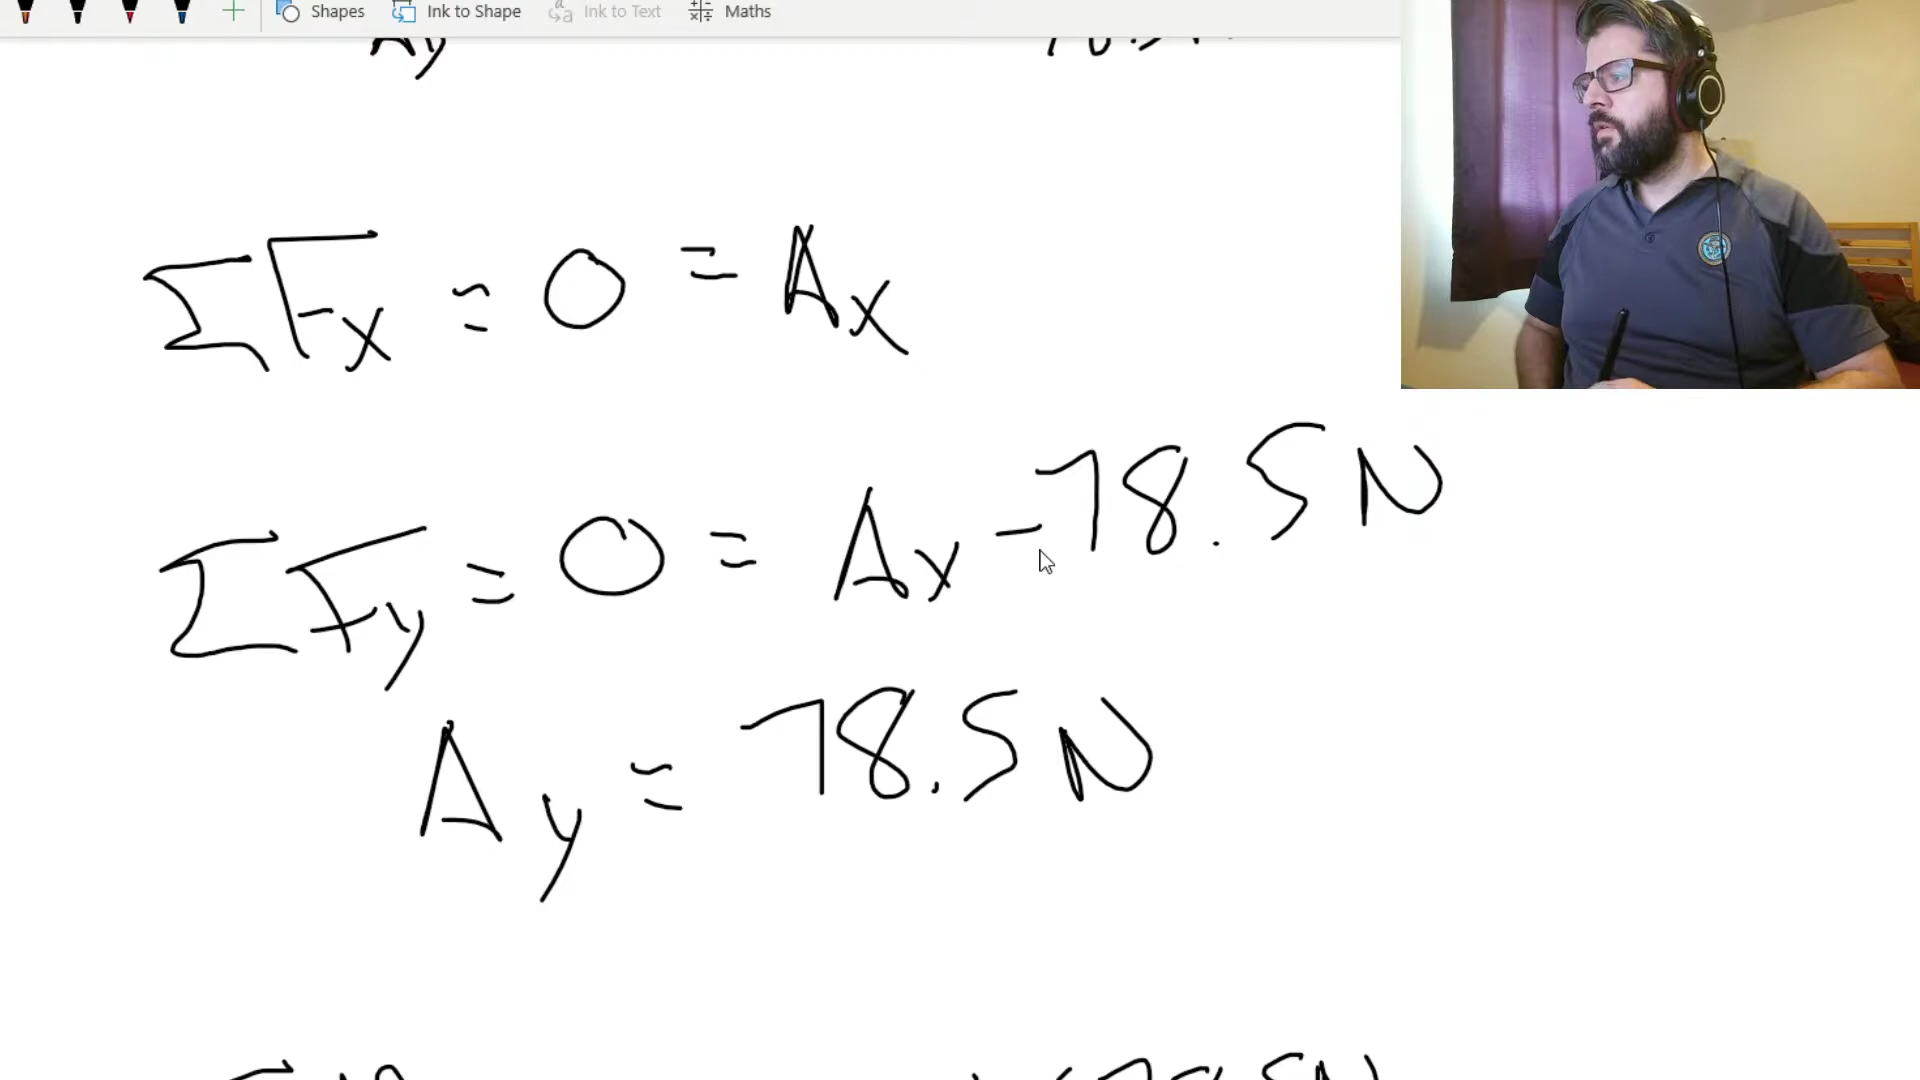 Shapes Ink to Shape Ink to Text Maths
Ay
ΣFx = 0 = Ax
ΣFy = 0 = Ax - 78.5N
Ay = 78.5N